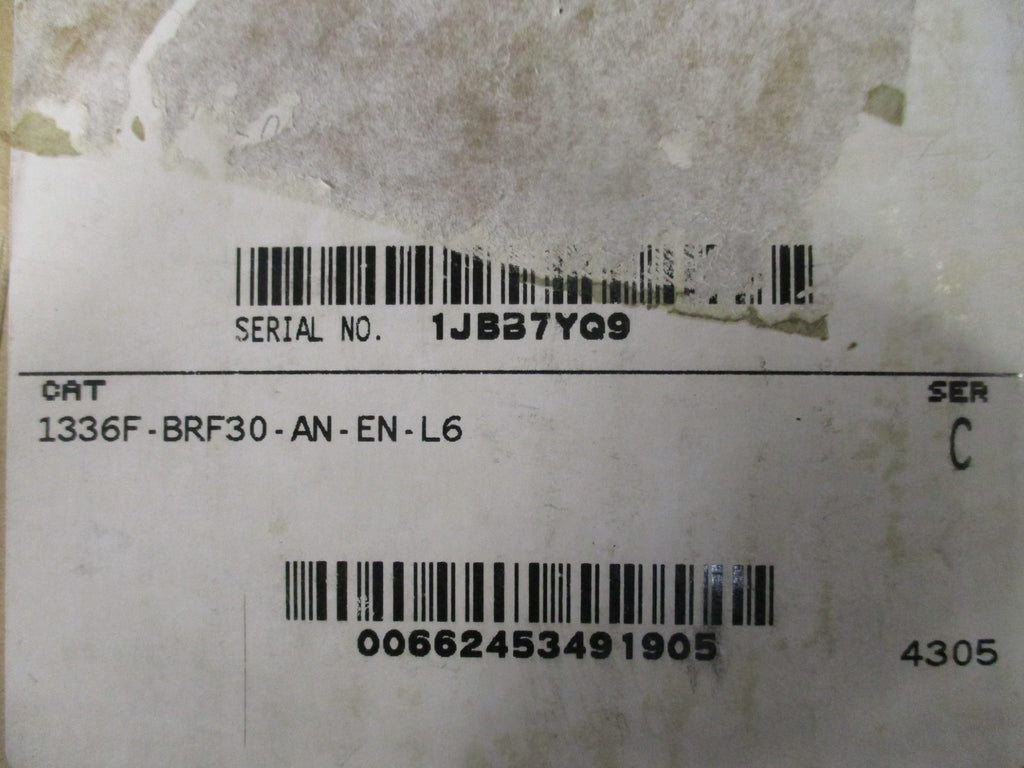 SERIAL NO. 1JBB7YQ9
CAT
SER
1336F-BRF30-AN-EN-L6
C
00662453491905
4305